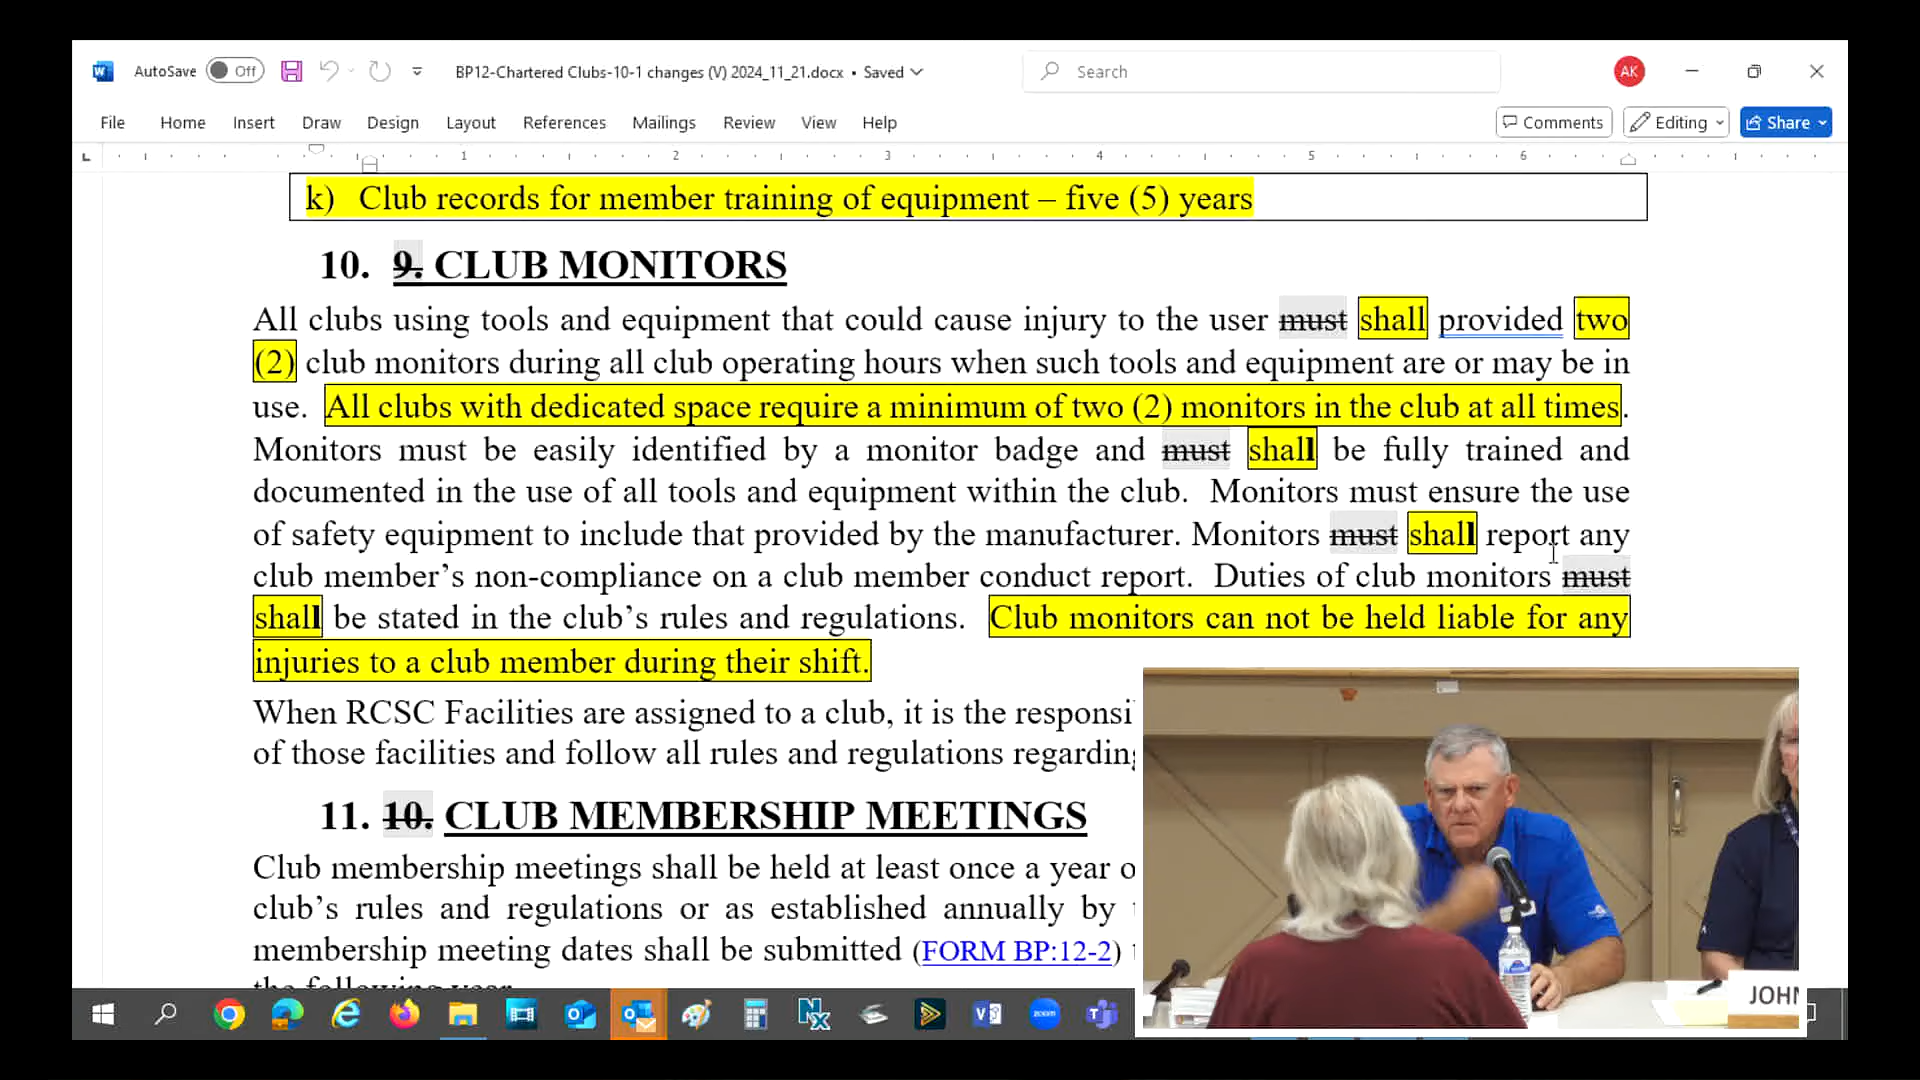 AutoSave Off BP12-Chartered Clubs-10-1 changes (V) 2024_11_21.docx • Saved Search AK
File Home Insert Draw Design Layout References Mailings Review View Help Comments Editing Share
1 2 3 4 5 6
k) Club records for member training of equipment – five (5) years
10. 9. CLUB MONITORS
All clubs using tools and equipment that could cause injury to the user must shall provided two
(2) club monitors during all club operating hours when such tools and equipment are or may be in
use. All clubs with dedicated space require a minimum of two (2) monitors in the club at all times.
Monitors must be easily identified by a monitor badge and must shall be fully trained and
documented in the use of all tools and equipment within the club. Monitors must ensure the use
of safety equipment to include that provided by the manufacturer. Monitors must shall report any
club member’s non-compliance on a club member conduct report. Duties of club monitors must
shall be stated in the club’s rules and regulations. Club monitors can not be held liable for any
injuries to a club member during their shift.
When RCSC Facilities are assigned to a club, it is the responsi
of those facilities and follow all rules and regulations regarding
11. 10. CLUB MEMBERSHIP MEETINGS
Club membership meetings shall be held at least once a year o
club’s rules and regulations or as established annually by
membership meeting dates shall be submitted (FORM BP:12-2)
the following year.
zoom
JOHN